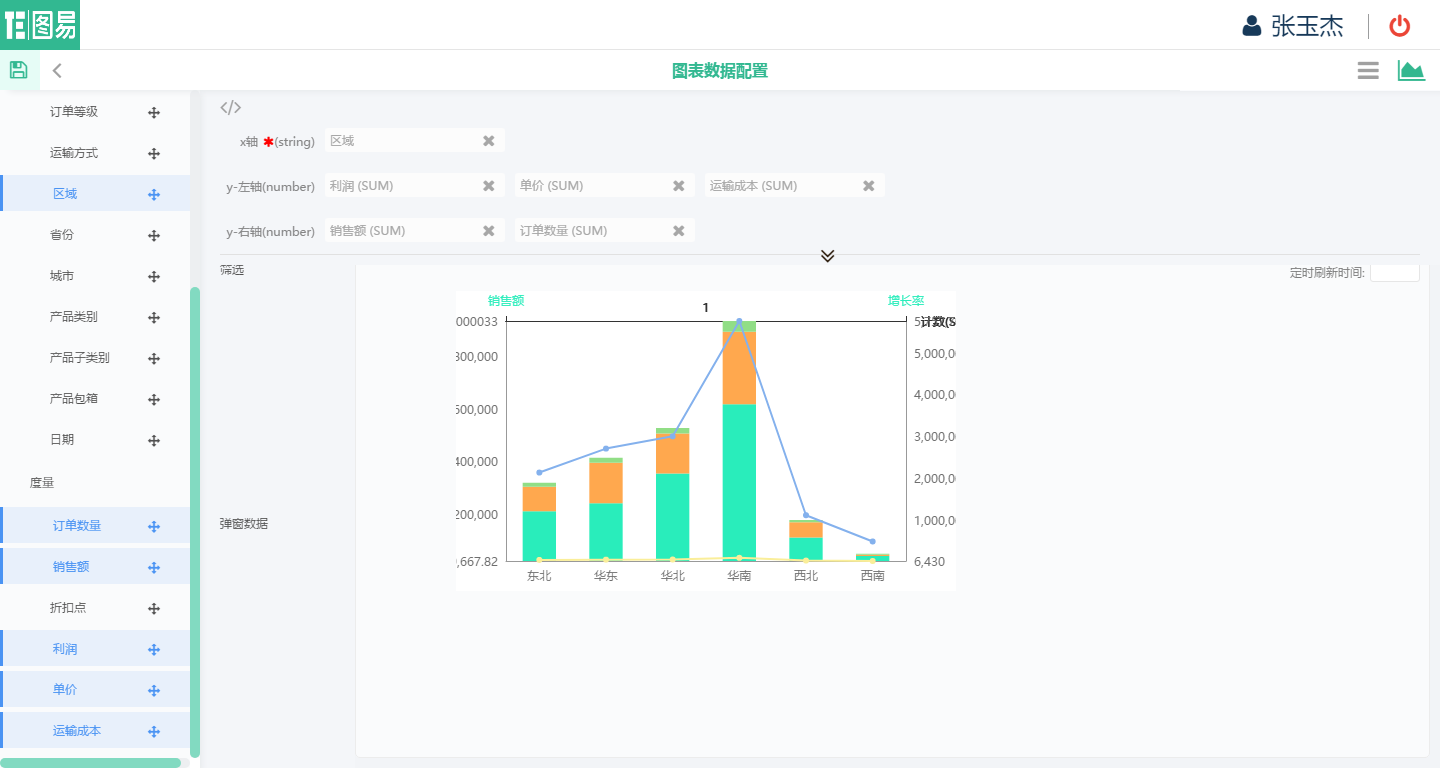 图易
张玉杰
图表数据配置
订单等级
运输方式
区域
省份
城市
产品类别
产品子类别
产品包箱
日期
度量
订单数量
销售额
折扣点
利润
单价
运输成本
</>
x轴 ✱(string) 区域
y-左轴(number) 利润 (SUM) 单价 (SUM) 运输成本 (SUM)
y-右轴(number) 销售额 (SUM) 订单数量 (SUM)
筛选
定时刷新时间:
弹窗数据
销售额 1 增长率
000033
800,000
600,000
400,000
200,000
,667.82
计数(S
5,000,0
4,000,0
3,000,0
2,000,0
1,000,0
6,430
东北 华东 华北 华南 西北 西南